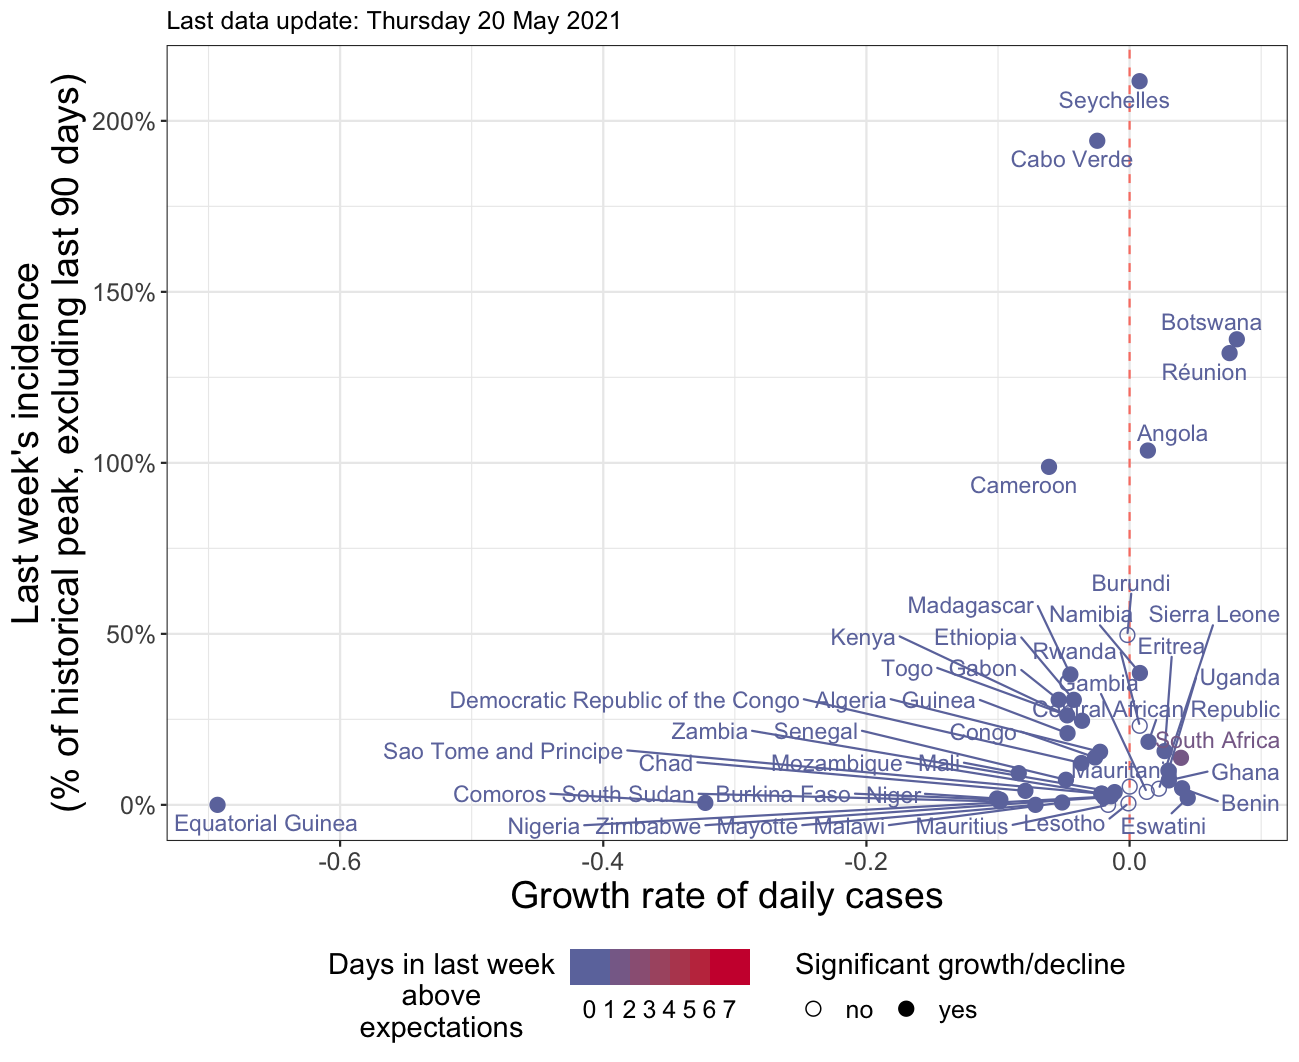 Last data update: Thursday 20 May 2021
Last week's incidence
(% of historical peak, excluding last 90 days)
200%
150%
100%
50%
0%
Seychelles
Cabo Verde
Botswana
Réunion
Angola
Cameroon
Burundi
Madagascar
Namibia
Sierra Leone
Kenya
Ethiopia
Rwanda
Eritrea
Togo
Gabon
Gambia
Uganda
Democratic Republic of the Congo
Algeria
Guinea
Central African Republic
Zambia
Senegal
Congo
South Africa
Sao Tome and Principe
Chad
Mozambique
Mali
Mauritania
Ghana
Comoros
South Sudan
Burkina Faso
Niger
Benin
Equatorial Guinea
Nigeria
Zimbabwe
Mayotte
Malawi
Mauritius
Lesotho
Eswatini
-0.6
-0.4
-0.2
0.0
Growth rate of daily cases
Days in last week
above
expectations
0 1 2 3 4 5 6 7
Significant growth/decline
no
yes